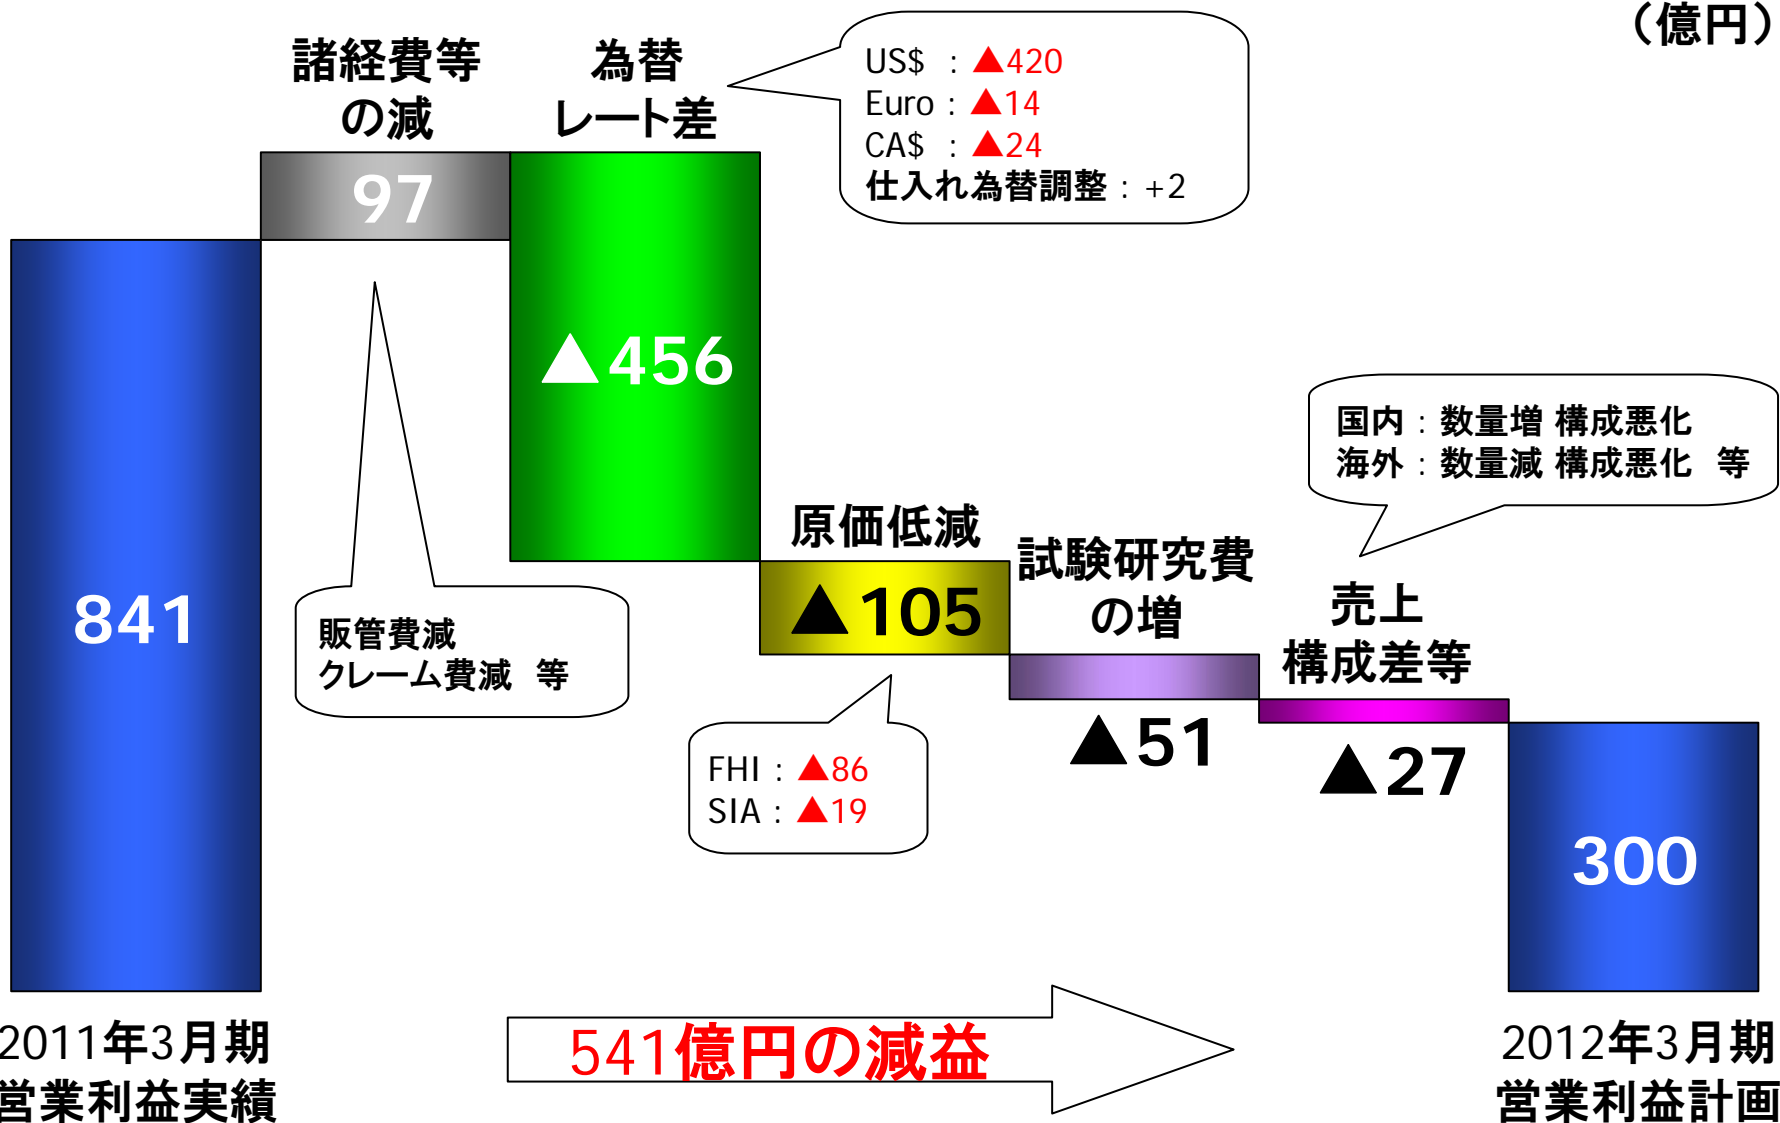 （億円）
諸経費等
の減
為替
レート差
US$ : ▲420
Euro : ▲14
CA$ : ▲24
仕入れ為替調整 : +2
97
▲456
国内 : 数量増 構成悪化
海外 : 数量減 構成悪化 等
原価低減
試験研究費
の増
売上
構成差等
841
▲105
販管費減
クレーム費減 等
▲51
▲27
FHI : ▲86
SIA : ▲19
300
541億円の減益
2011年3月期
営業利益実績
2012年3月期
営業利益計画